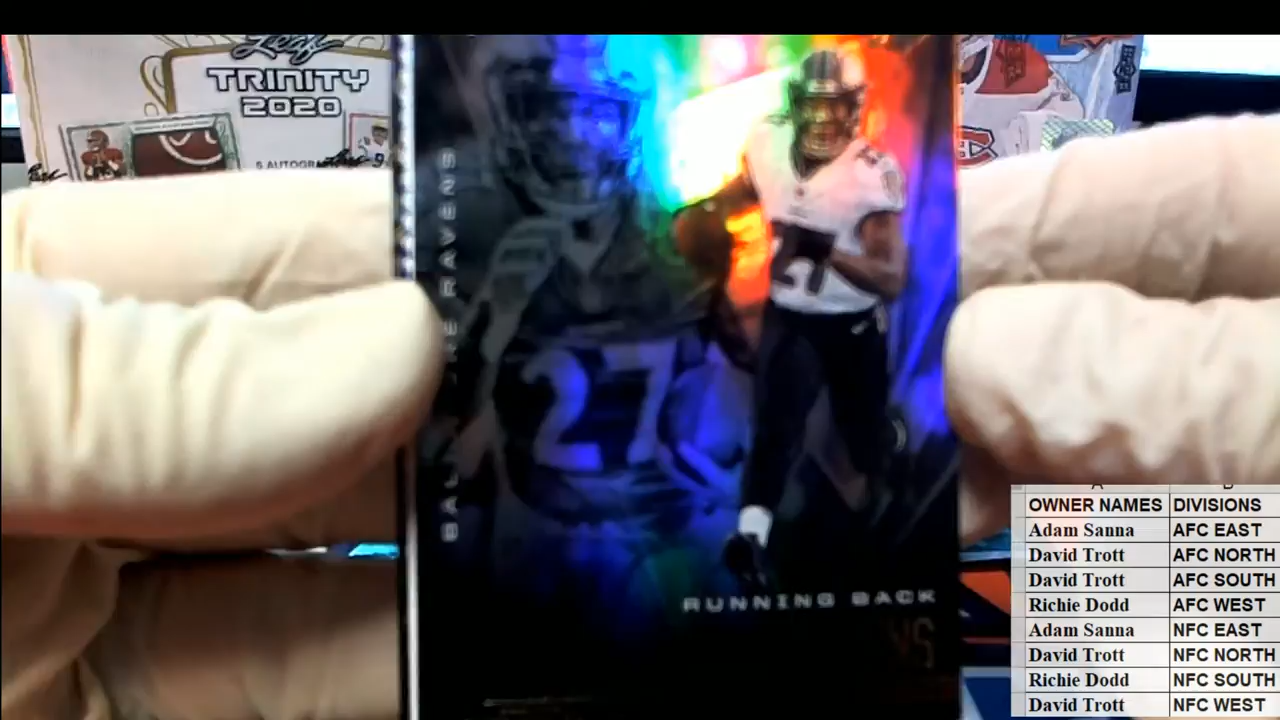 Leaf
TRINITY
2020
5 AUTOGRA
RAVENS
27
RUNNING BACK
OWNER NAMES DIVISIONS
Adam Sanna AFC EAST
David Trott AFC NORTH
David Trott AFC SOUTH
Richie Dodd AFC WEST
Adam Sanna NFC EAST
David Trott NFC NORTH
Richie Dodd NFC SOUTH
David Trott NFC WEST